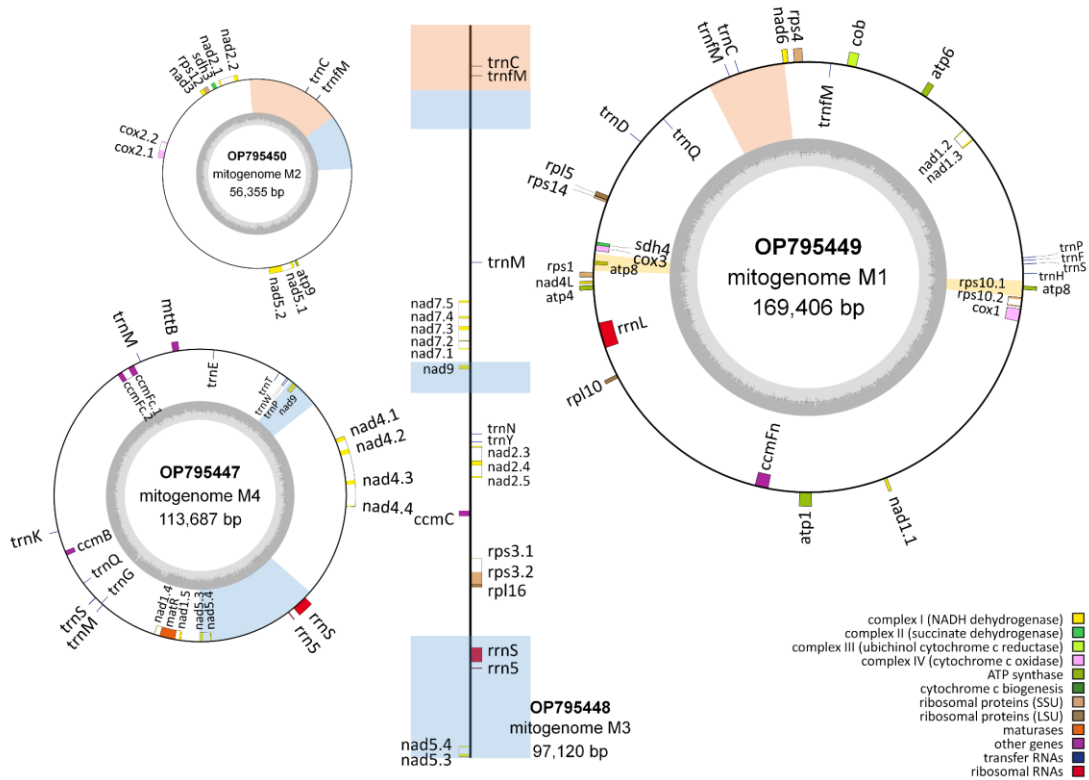 nad2.2
nad2.1
sdh3
rps12
nad3
trnC
trnfM
cox2.2
cox2.1
OP795450
mitogenome M2
56,355 bp
atp9
nad5.1
nad5.2
trnC
trnfM
trnM
nad7.5
nad7.4
nad7.3
nad7.2
nad7.1
nad9
trnN
trnY
nad2.3
nad2.4
nad2.5
ccmC
rps3.1
rps3.2
rpl16
rrnS
rrn5
OP795448
mitogenome M3
97,120 bp
nad5.4
nad5.3
trnC
trnfM
nad6
rps4
cob
atp6
trnfM
trnD
trnQ
nad1.2
nad1.3
rpl5
rps14
sdh4
cox3
atp8
rps1
nad4L
atp4
trnP
trnF
trnS
trnH
atp8
rps10.1
rps10.2
cox1
OP795449
mitogenome M1
169,406 bp
rrnL
rpl10
ccmFn
atp1
nad1.1
mttB
trnM
trnE
ccmFc.1
ccmFc.2
trnT
trnW
trnP
nad9
nad4.1
nad4.2
nad4.3
nad4.4
OP795447
mitogenome M4
113,687 bp
trnK
ccmB
trnQ
trnG
trnS
trnM
nad1.4
matR
nad1.5
nad5.3
nad5.4
rrnS
rrn5
complex I (NADH dehydrogenase)
complex II (succinate dehydrogenase)
complex III (ubichinol cytochrome c reductase)
complex IV (cytochrome c oxidase)
ATP synthase
cytochrome c biogenesis
ribosomal proteins (SSU)
ribosomal proteins (LSU)
maturases
other genes
transfer RNAs
ribosomal RNAs